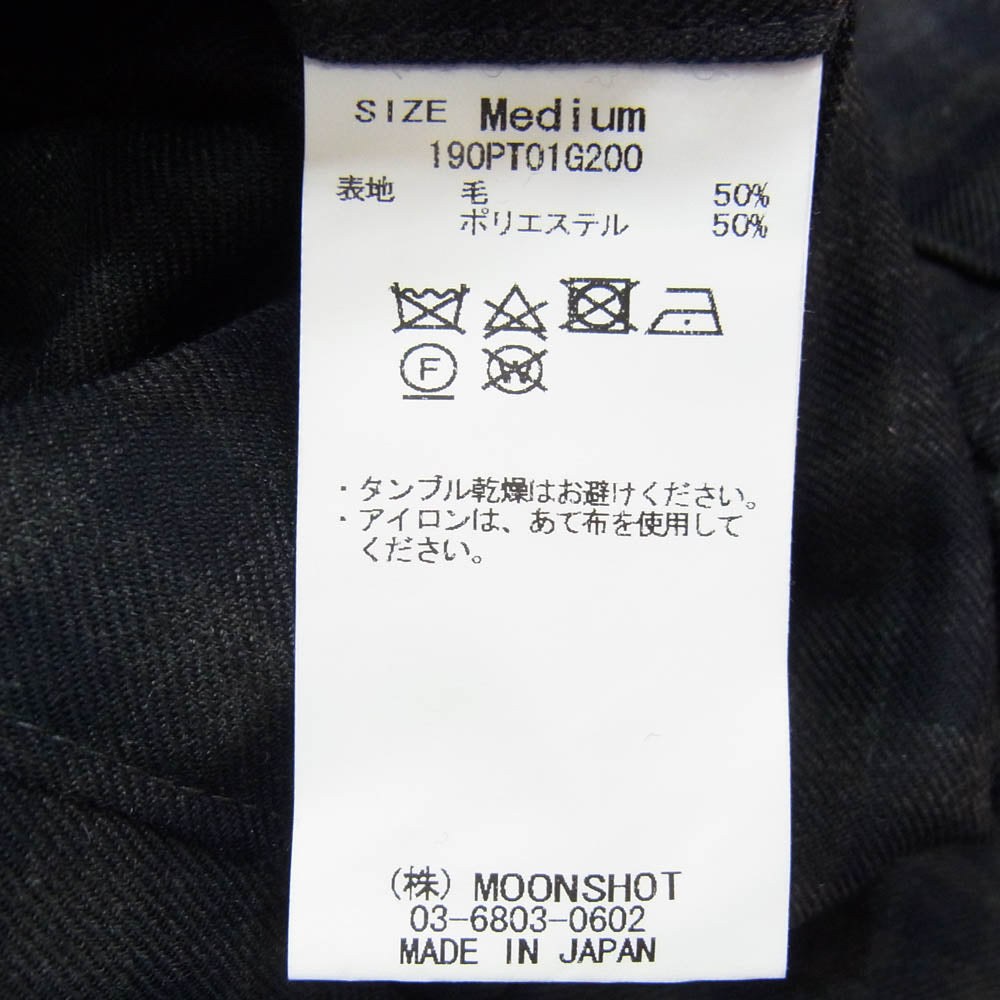 SIZE Medium
190PT01G200
表地 毛 50%
ポリエステル 50%
F
W
・タンブル乾燥はお避けください。
・アイロンは、あて布を使用して
ください。
(株) MOONSHOT
03-6803-0602
MADE IN JAPAN